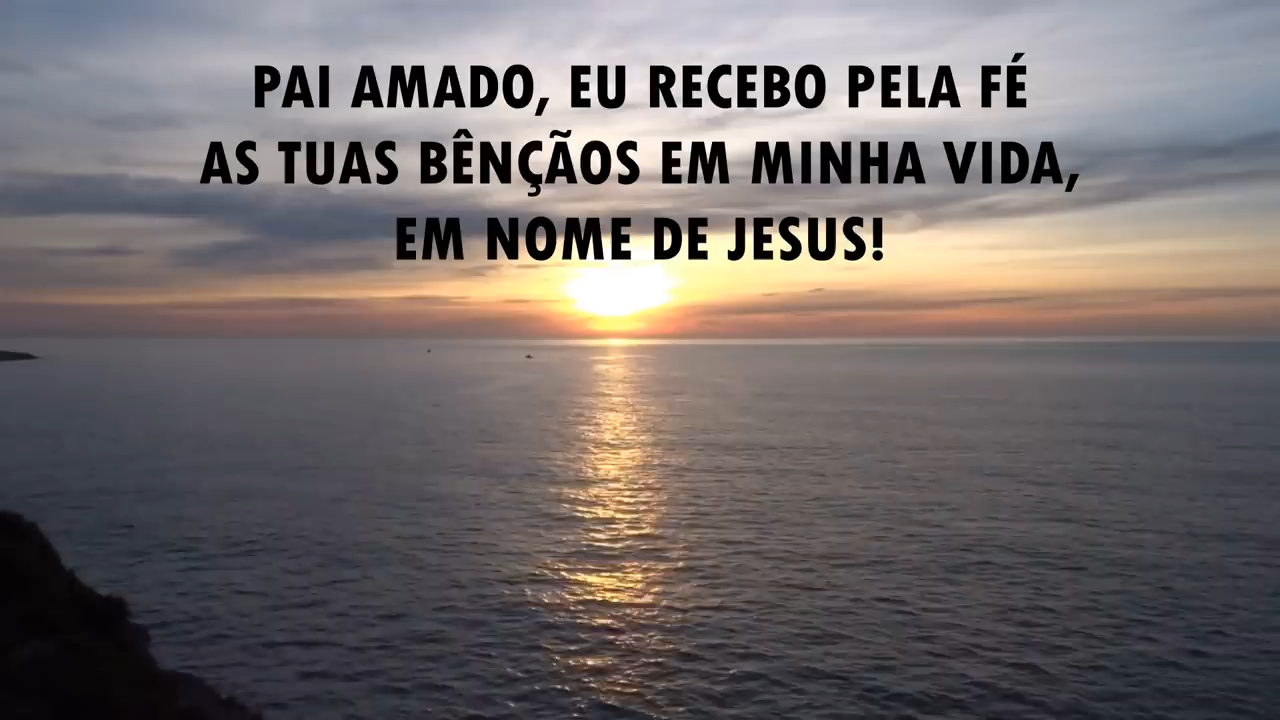 PAI AMADO, EU RECEBO PELA FÉ
AS TUAS BÊNÇÃOS EM MINHA VIDA,
EM NOME DE JESUS!